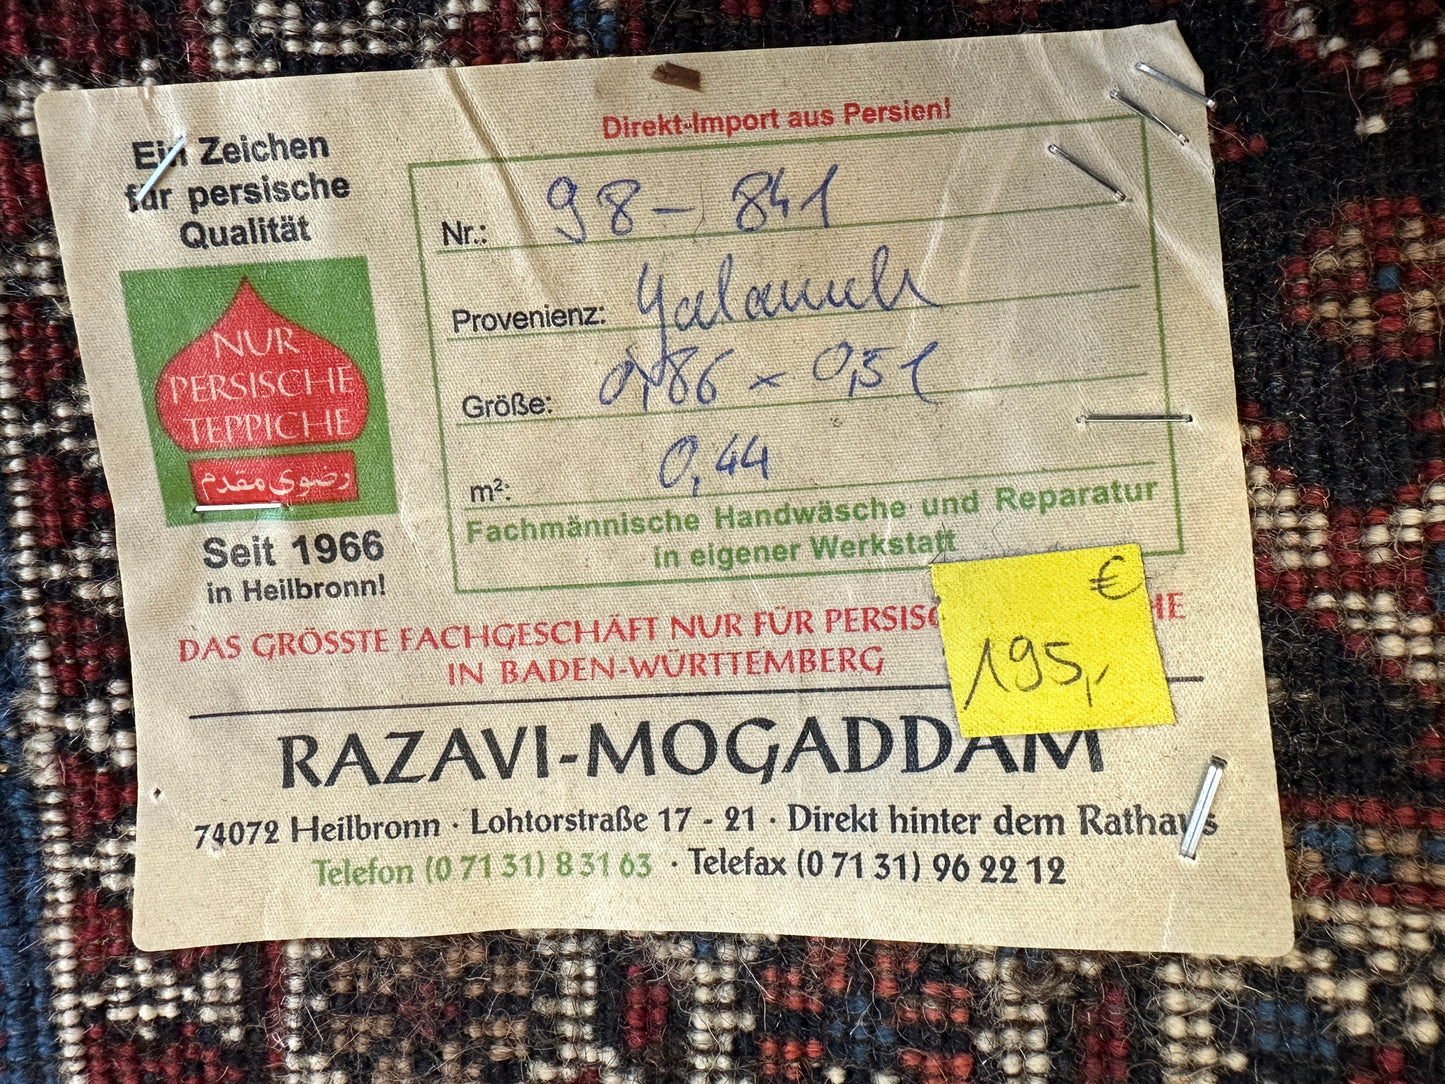 Ein Zeichen
für persische
Qualität
NUR
PERSISCHE
TEPPICHE
رضوی مقدم
Seit 1966
in Heilbronn!
Direkt-Import aus Persien!
Nr.: 98-841
Provenienz: Yalameh
Größe: 0,86 x 0,51
m²: 0,44
Fachmännische Handwäsche und Reparatur
in eigener Werkstatt
€
195,-
DAS GRÖSSTE FACHGESCHÄFT NUR FÜR
IN BADEN-WÜRTTEMBERG
RAZAVI-MOGADDAM
74072 Heilbronn · Lohtorstraße 17 - 21 · Direkt hinter dem Rathaus
Telefon (0 71 31) 8 31 63 · Telefax (0 71 31) 96 22 12